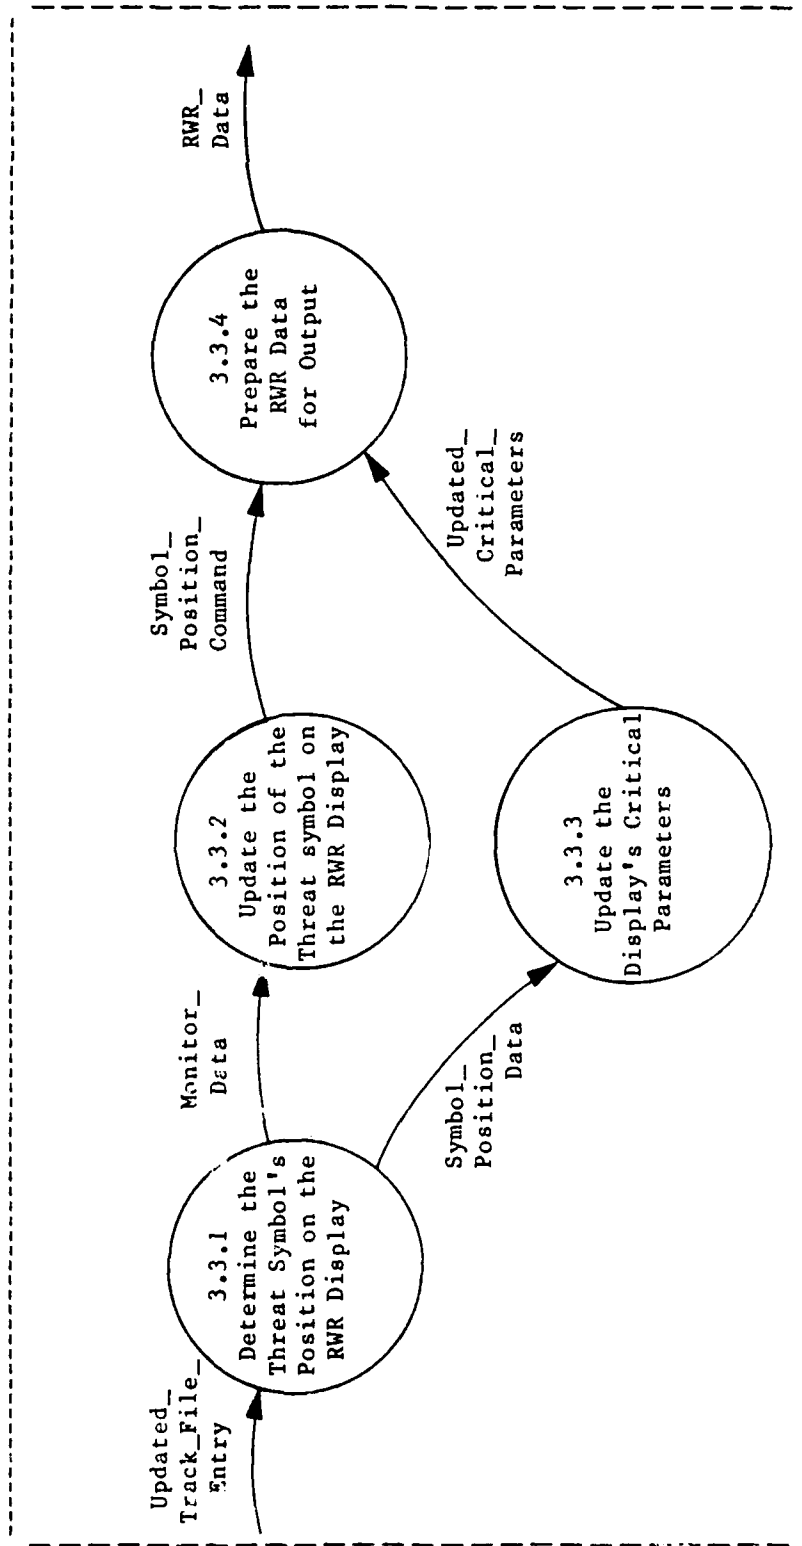 Updated_
Track_File_
Entry
3.3.1
Determine the
Threat Symbol's
Position on the
RWR Display
Monitor_
Data
Symbol_
Position_
Data
3.3.2
Update the
Position of the
Threat symbol on
the RWR Display
3.3.3
Update the
Display's Critical
Parameters
Symbol_
Position_
Command
Updated_
Critical_
Parameters
3.3.4
Prepare the
RWR Data
for Output
RWR_
Data